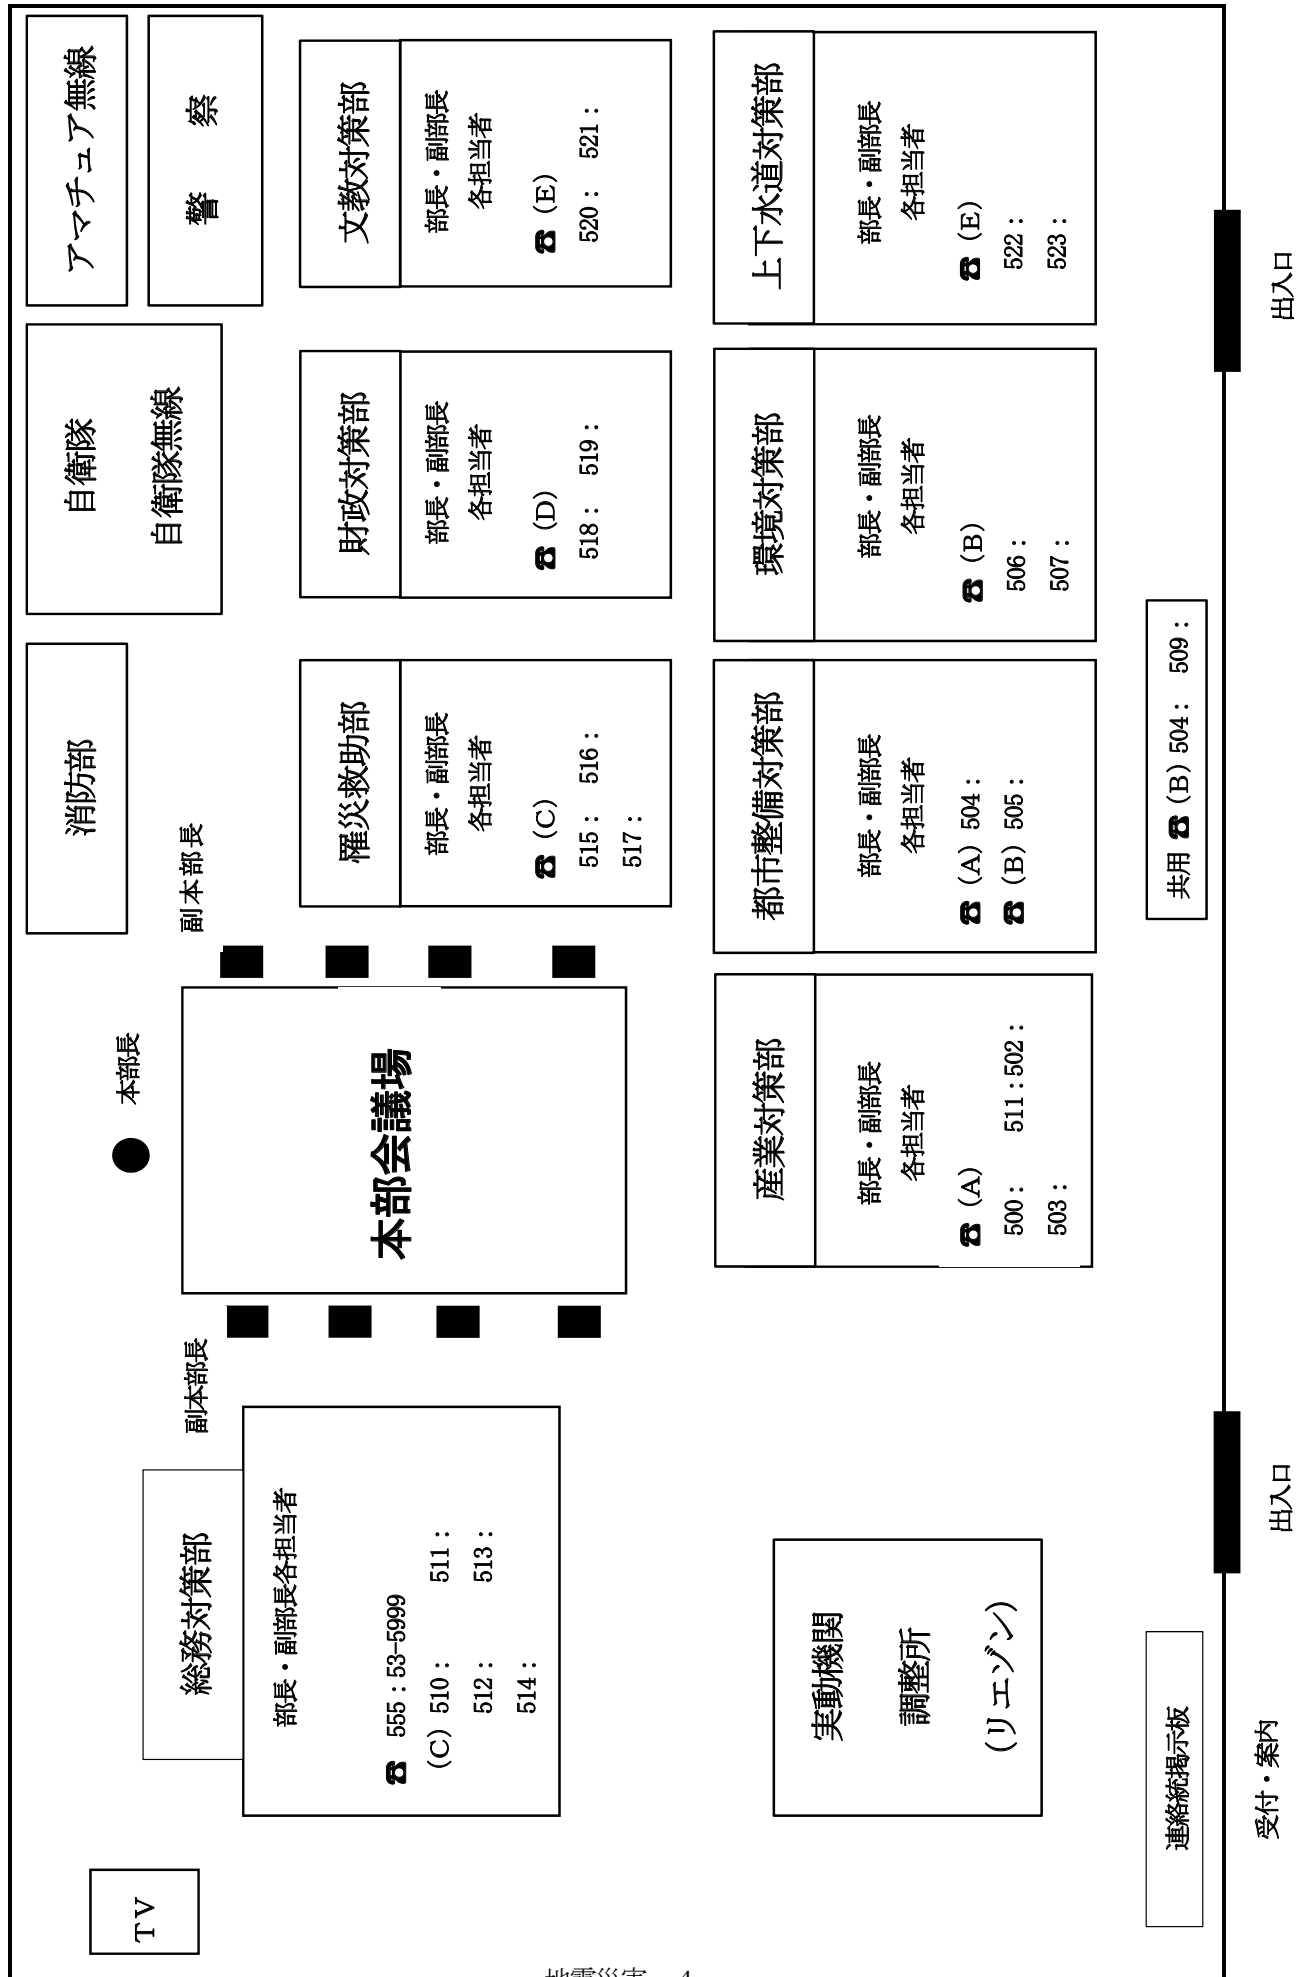 TV
総務対策部
部長・副部長各担当者
☎ 555：53-5999
(C) 510： 511：
512： 513：
514：
副本部長
本部長
本部会議場
副本部長
消防部
自衛隊
自衛隊無線
アマチュア無線
警 察
罹災救助部
部長・副部長
各担当者
☎ (C)
515： 516：
517：
財政対策部
部長・副部長
各担当者
☎ (D)
518： 519：
文教対策部
部長・副部長
各担当者
☎ (E)
520： 521：
実動機関
調整所
(リエゾン)
産業対策部
部長・副部長
各担当者
☎ (A)
500： 511：502：
503：
都市整備対策部
部長・副部長
各担当者
☎ (A) 504：
☎ (B) 505：
環境対策部
部長・副部長
各担当者
☎ (B)
506：
507：
上下水道対策部
部長・副部長
各担当者
☎ (E)
522：
523：
連絡統掲示板
共用 ☎ (B) 504： 509：
受付・案内
出入口
出入口